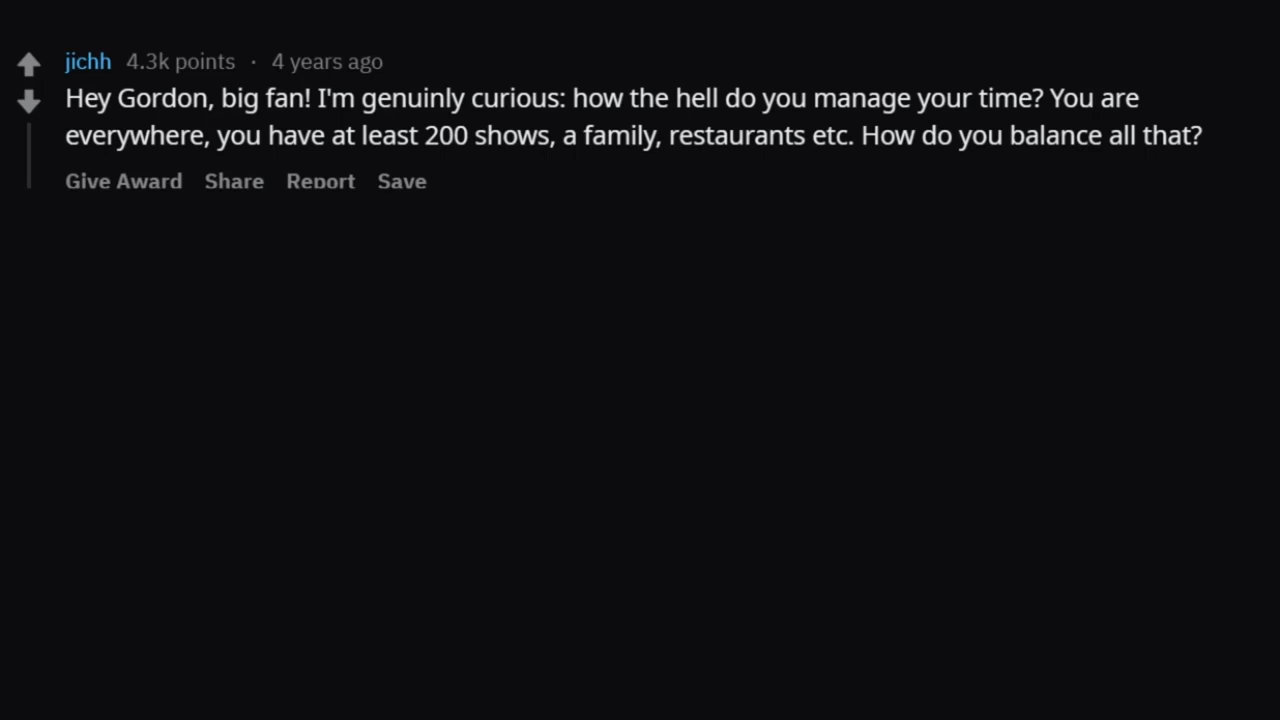 jichh 4.3k points · 4 years ago
Hey Gordon, big fan! I'm genuinly curious: how the hell do you manage your time? You are
everywhere, you have at least 200 shows, a family, restaurants etc. How do you balance all that?
Give Award Share Report Save